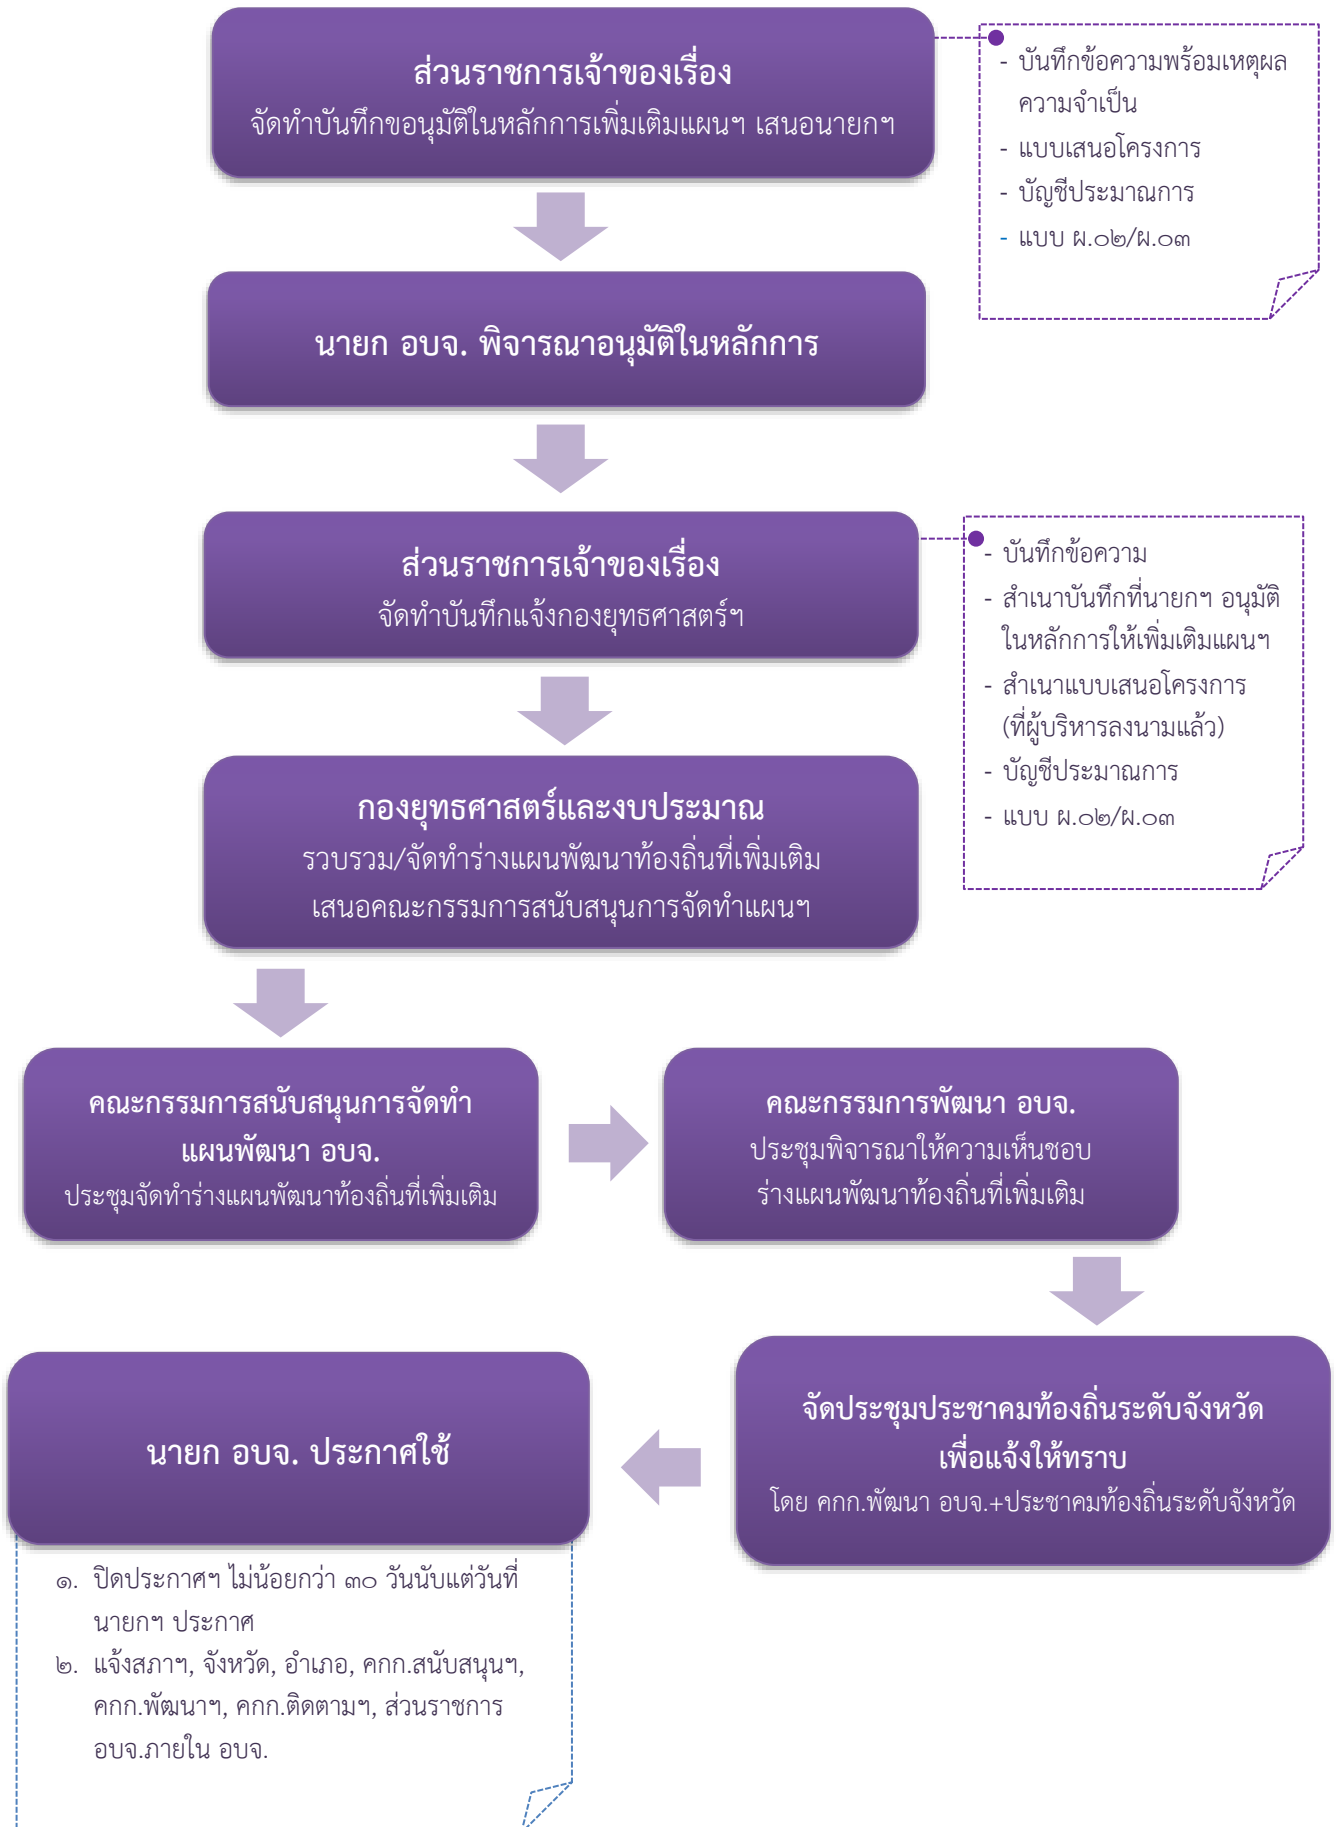 ส่วนราชการเจ้าของเรื่อง
จัดทำบันทึกขออนุมัติในหลักการเพิ่มเติมแผนฯ เสนอนายกฯ
- บันทึกข้อความพร้อมเหตุผล
ความจำเป็น
- แบบเสนอโครงการ
- บัญชีประมาณการ
- แบบ ผ.๐๒/ผ.๐๓
นายก อบจ. พิจารณาอนุมัติในหลักการ
ส่วนราชการเจ้าของเรื่อง
จัดทำบันทึกแจ้งกองยุทธศาสตร์ฯ
- บันทึกข้อความ
- สำเนาบันทึกที่นายกฯ อนุมัติ
ในหลักการให้เพิ่มเติมแผนฯ
- สำเนาแบบเสนอโครงการ
(ที่ผู้บริหารลงนามแล้ว)
- บัญชีประมาณการ
- แบบ ผ.๐๒/ผ.๐๓
กองยุทธศาสตร์และงบประมาณ
รวบรวม/จัดทำร่างแผนพัฒนาท้องถิ่นที่เพิ่มเติม
เสนอคณะกรรมการสนับสนุนการจัดทำแผนฯ
คณะกรรมการสนับสนุนการจัดทำ
แผนพัฒนา อบจ.
ประชุมจัดทำร่างแผนพัฒนาท้องถิ่นที่เพิ่มเติม
คณะกรรมการพัฒนา อบจ.
ประชุมพิจารณาให้ความเห็นชอบ
ร่างแผนพัฒนาท้องถิ่นที่เพิ่มเติม
จัดประชุมประชาคมท้องถิ่นระดับจังหวัด
เพื่อแจ้งให้ทราบ
โดย คกก.พัฒนา อบจ.+ประชาคมท้องถิ่นระดับจังหวัด
นายก อบจ. ประกาศใช้
๑. ปิดประกาศฯ ไม่น้อยกว่า ๓๐ วันนับแต่วันที่
นายกฯ ประกาศ
๒. แจ้งสภาฯ, จังหวัด, อำเภอ, คกก.สนับสนุนฯ,
คกก.พัฒนาฯ, คกก.ติดตามฯ, ส่วนราชการ
อบจ.ภายใน อบจ.